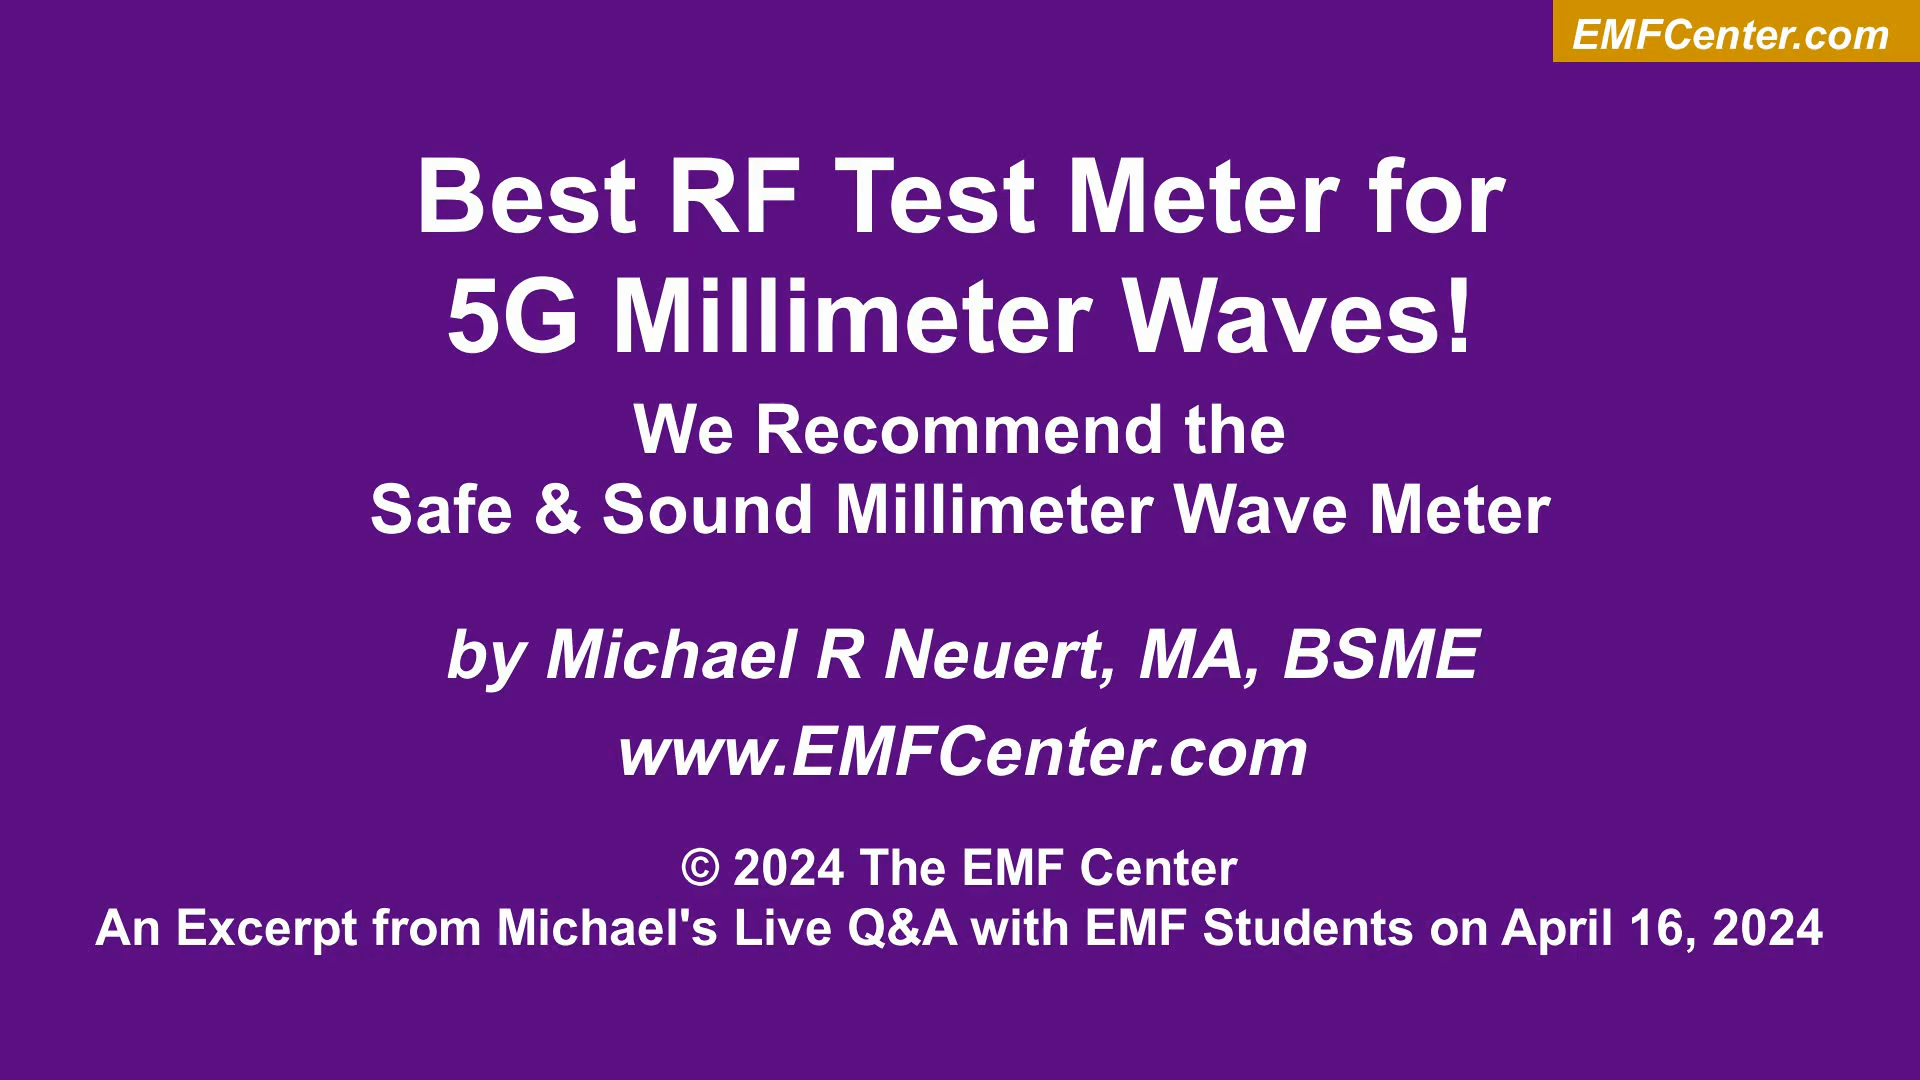 EMFCenter.com
Best RF Test Meter for
5G Millimeter Waves!
We Recommend the
Safe & Sound Millimeter Wave Meter
by Michael R Neuert, MA, BSME
www.EMFCenter.com
© 2024 The EMF Center
An Excerpt from Michael's Live Q&A with EMF Students on April 16, 2024